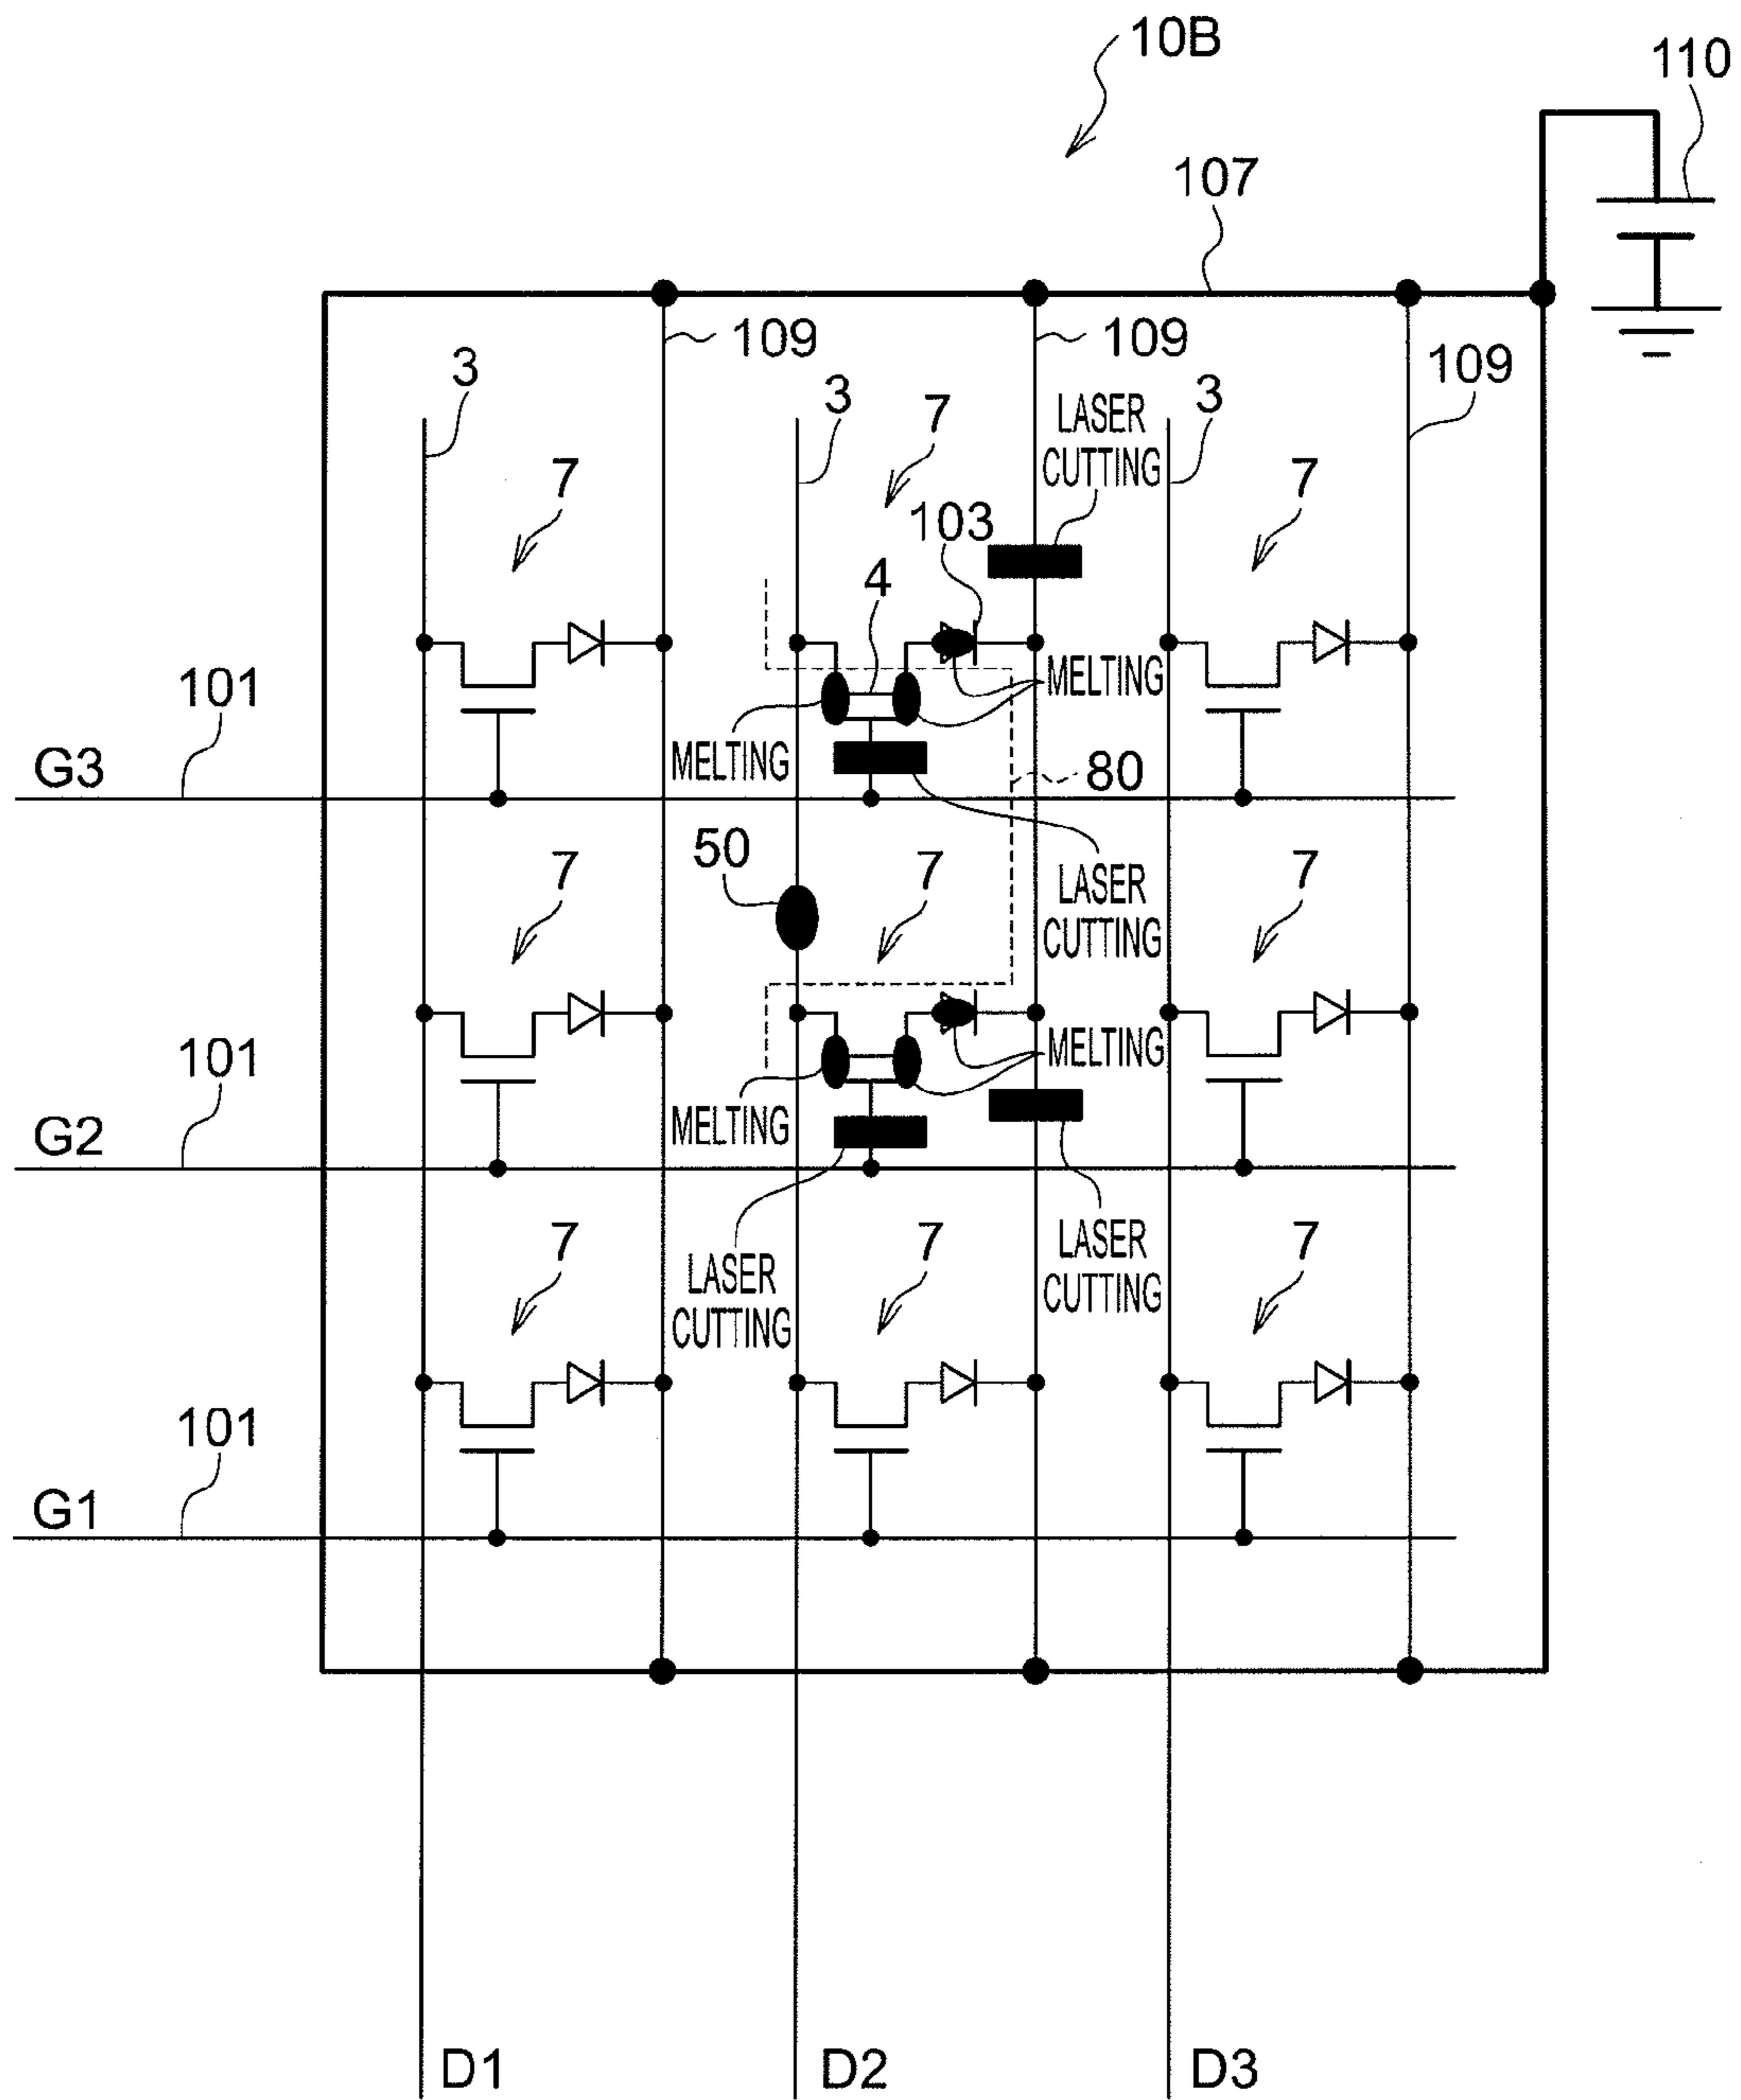 10B
110
107
109
109
109
3
3
3
7
7
7
LASER
CUTTING
103
4
MELTING
MELTING
80
101
G3
50
7
7
7
LASER
CUTTING
101
G2
MELTING
MELTING
LASER
CUTTING
LASER
CUTTING
7
7
7
101
G1
D1
D2
D3